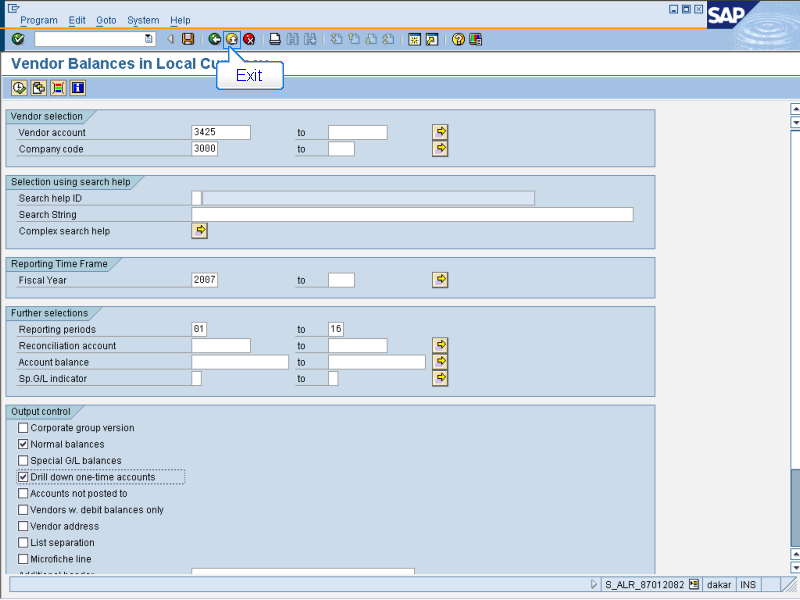 Program Edit Goto System Help
SAP
Vendor Balances in Local Cu
Exit
Vendor selection
Vendor account 3425 to
Company code 3000 to
Selection using search help
Search help ID
Search String
Complex search help
Reporting Time Frame
Fiscal Year 2007 to
Further selections
Reporting periods 01 to 16
Reconciliation account to
Account balance to
Sp.G/L indicator to
Output control
Corporate group version
Normal balances
Special G/L balances
Drill down one-time accounts
Accounts not posted to
Vendors w. debit balances only
Vendor address
List separation
Microfiche line
S_ALR_87012082 dakar INS